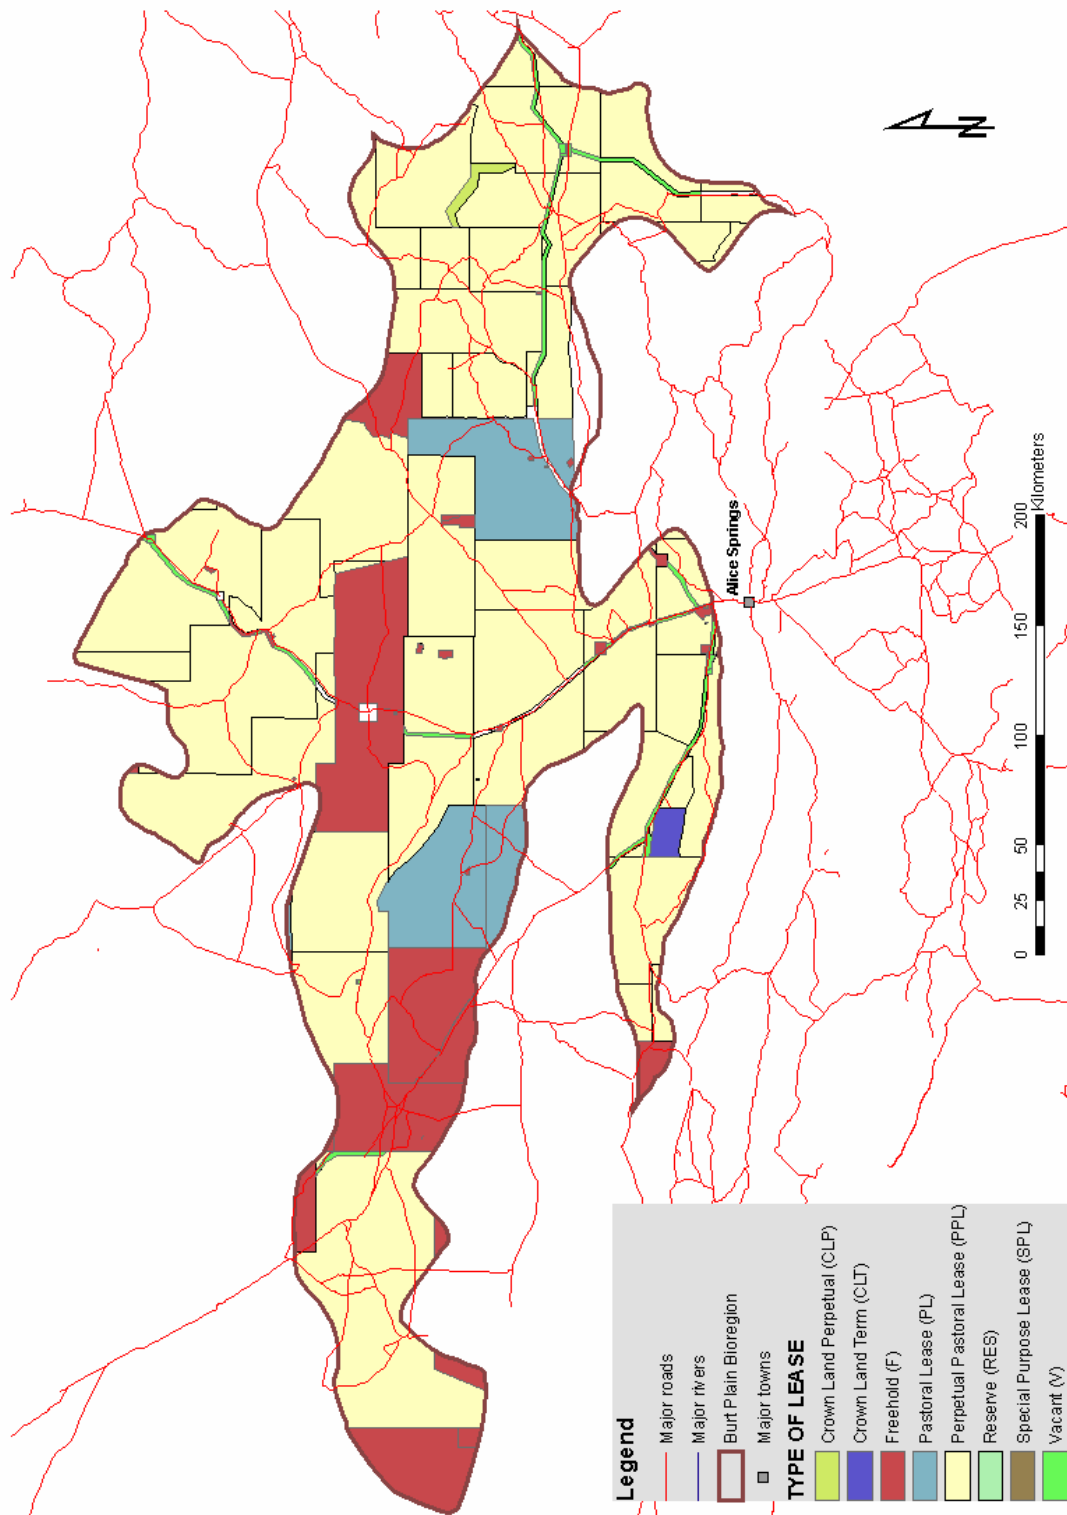 N
Alice Springs
0 25 50 100 150 200
Kilometers
Legend
Major roads
Major rivers
Burt Plain Bioregion
Major towns
TYPE OF LEASE
Crown Land Perpetual (CLP)
Crown Land Term (CLT)
Freehold (F)
Pastoral Lease (PL)
Perpetual Pastoral Lease (PPL)
Reserve (RES)
Special Purpose Lease (SPL)
Vacant (V)